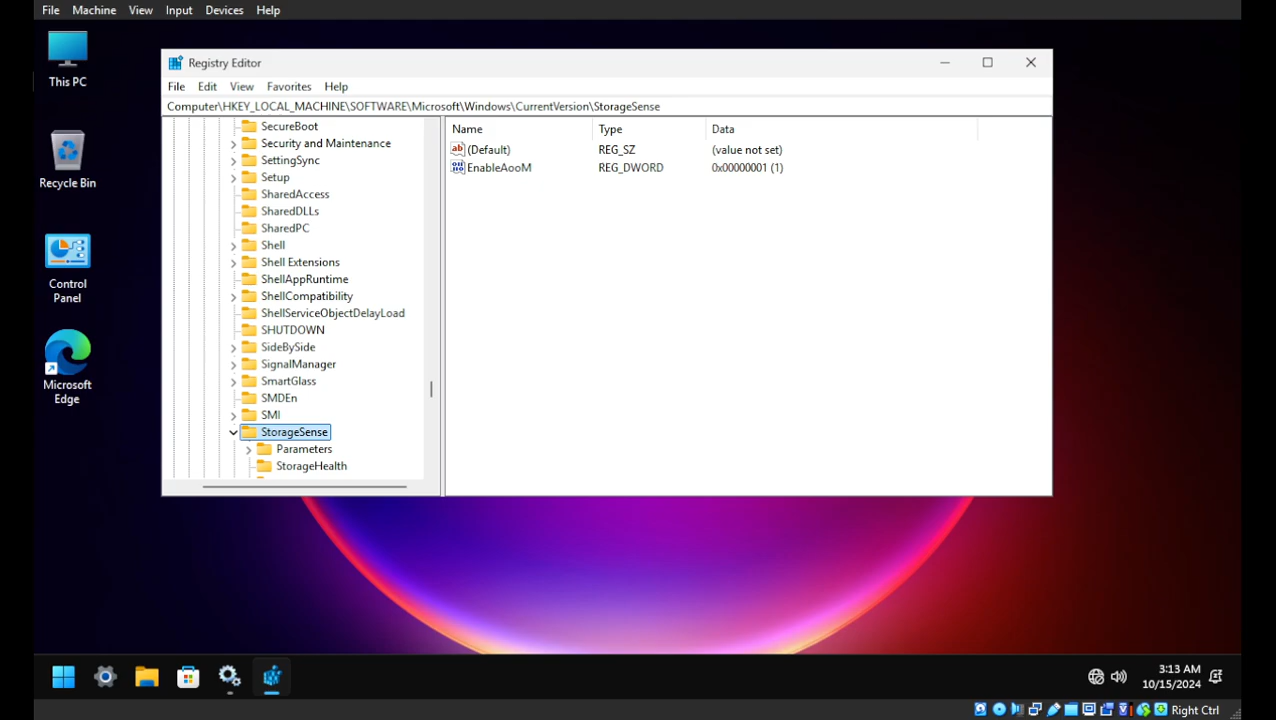 File Machine View Input Devices Help
This PC
Recycle Bin
Control
Panel
Microsoft
Edge
Registry Editor
File Edit View Favorites Help
Computer\HKEY_LOCAL_MACHINE\SOFTWARE\Microsoft\Windows\CurrentVersion\StorageSense
SecureBoot
Security and Maintenance
SettingSync
Setup
SharedAccess
SharedDLLs
SharedPC
Shell
Shell Extensions
ShellAppRuntime
ShellCompatibility
ShellServiceObjectDelayLoad
SHUTDOWN
SideBySide
SignalManager
SmartGlass
SMDEn
SMI
StorageSense
Parameters
StorageHealth
Name Type Data
(Default) REG_SZ (value not set)
EnableAooM REG_DWORD 0x00000001 (1)
3:13 AM
10/15/2024
Right Ctrl